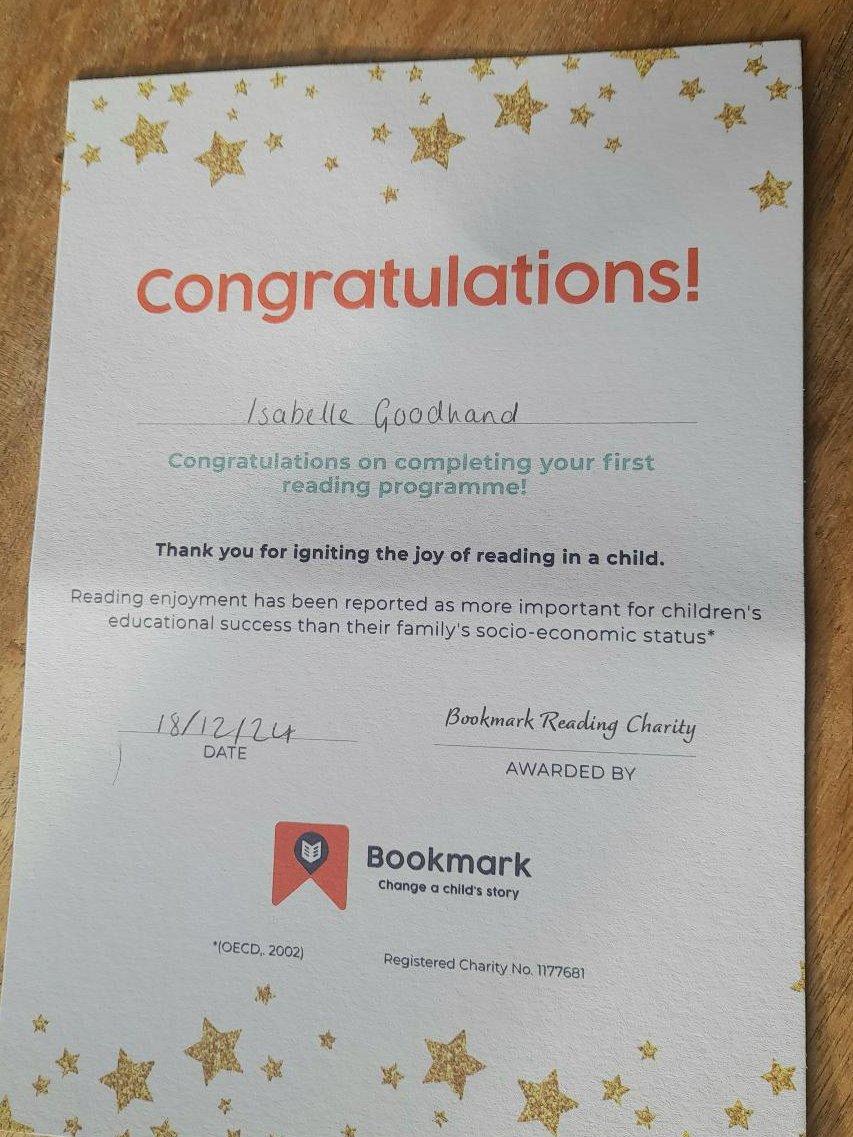 Congratulations!
Isabelle Goodhand
Congratulations on completing your first
reading programme!
Thank you for igniting the joy of reading in a child.
Reading enjoyment has been reported as more important for children's
educational success than their family's socio-economic status*
18/12/24
DATE
Bookmark Reading Charity
AWARDED BY
Bookmark
Change a child's story
*(OECD,. 2002)
Registered Charity No. 1177681